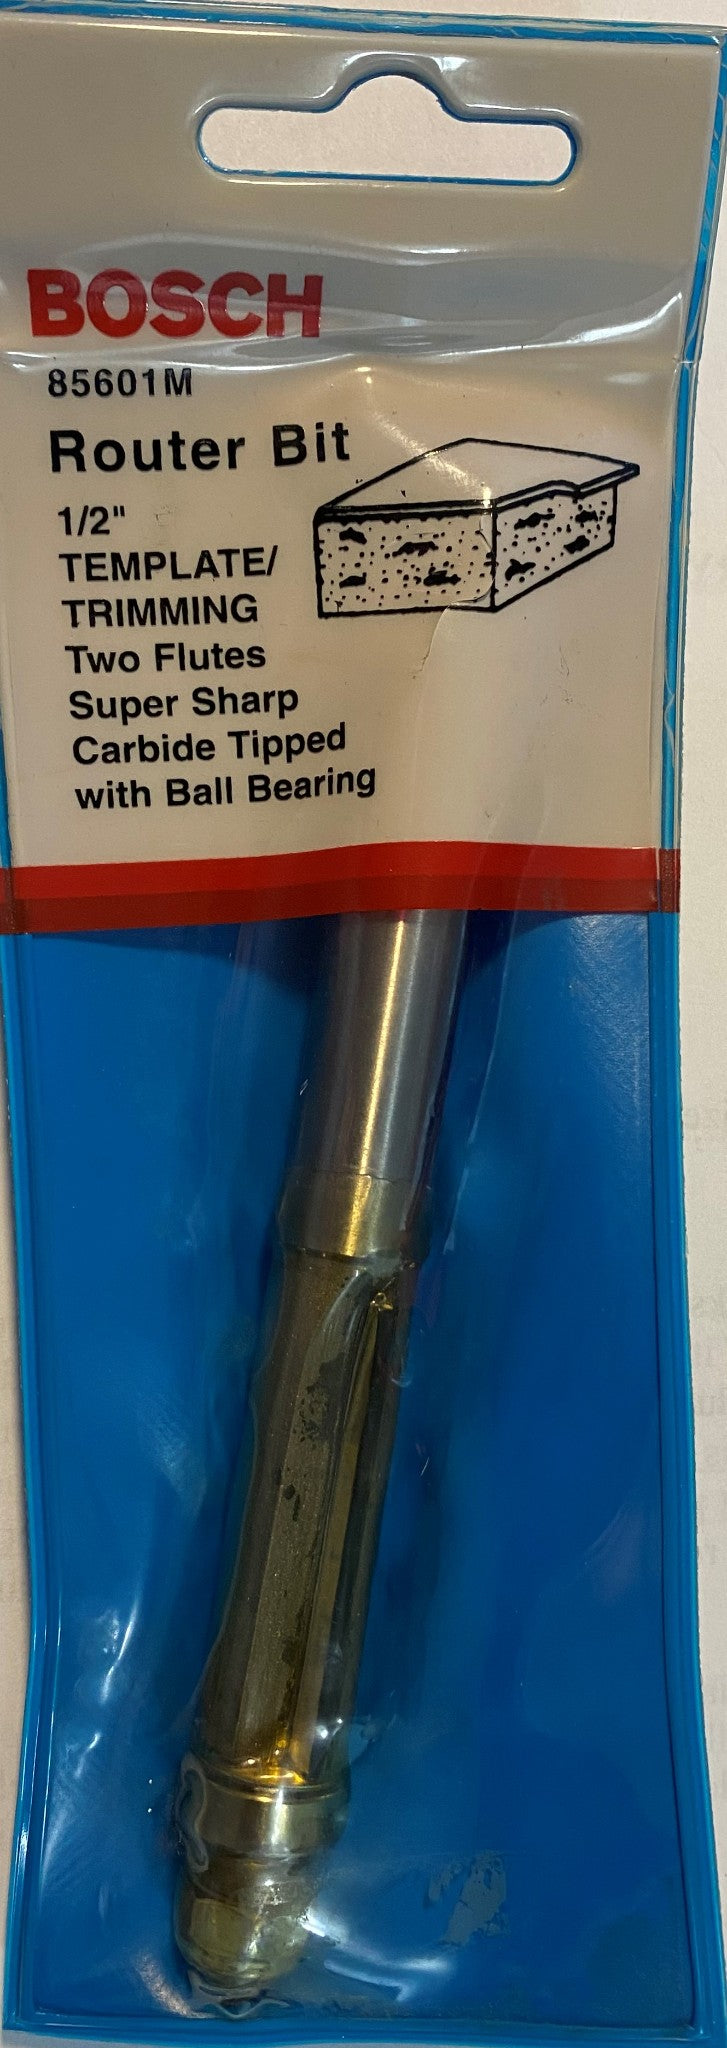 BOSCH
85601M
Router Bit
1/2"
TEMPLATE/
TRIMMING
Two Flutes
Super Sharp
Carbide Tipped
with Ball Bearing